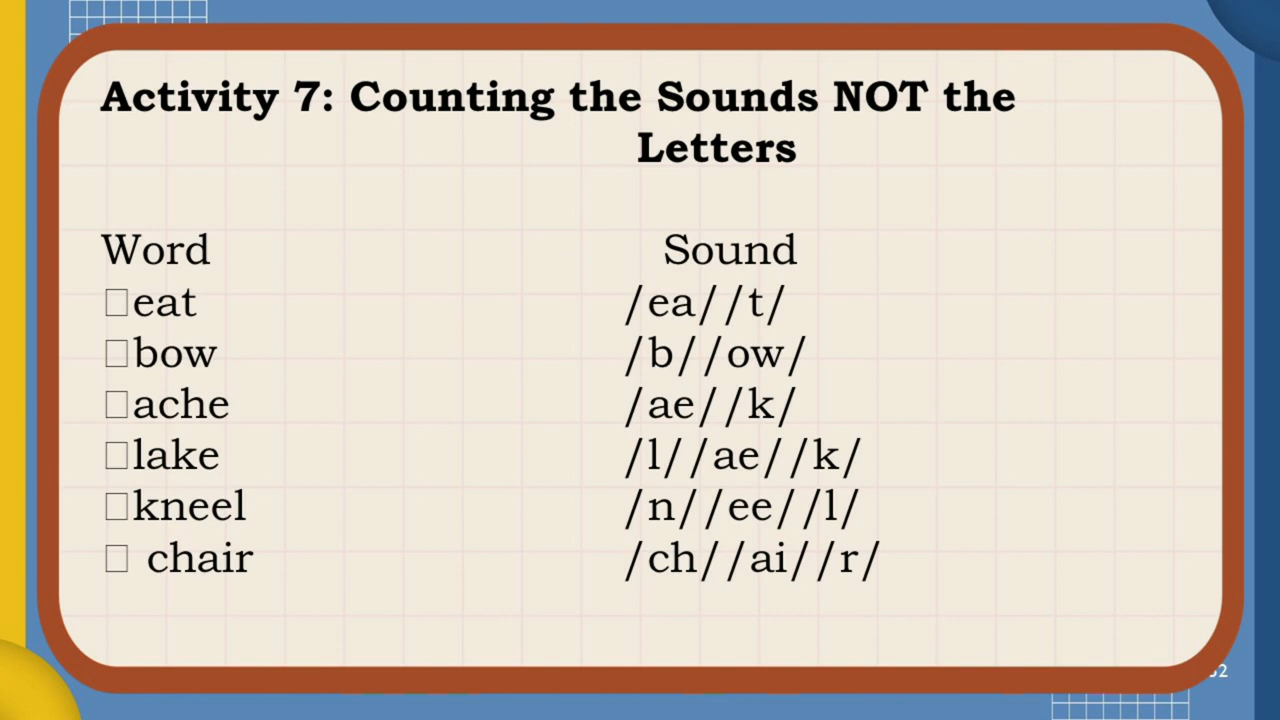 Activity 7: Counting the Sounds NOT the
Letters
Word Sound
□eat /ea//t/
□bow /b//ow/
□ache /ae//k/
□lake /l//ae//k/
□kneel /n//ee//l/
□ chair /ch//ai//r/